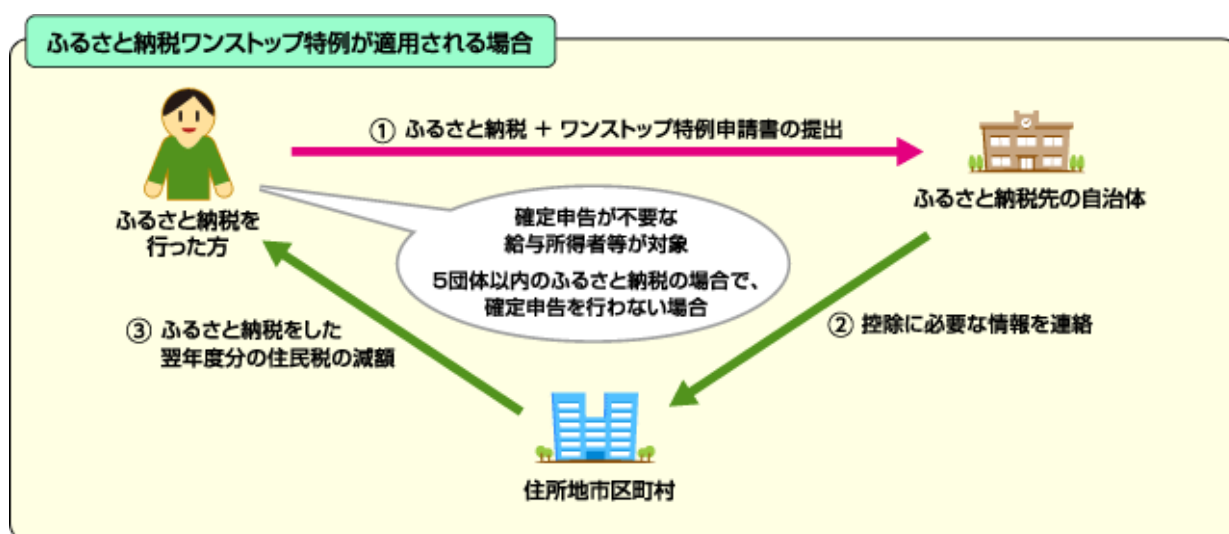 ふるさと納税ワンストップ特例が適用される場合
① ふるさと納税 + ワンストップ特例申請書の提出
ふるさと納税を
行った方
ふるさと納税先の自治体
確定申告が不要な
給与所得者等が対象
5団体以内のふるさと納税の場合で、
確定申告を行わない場合
② 控除に必要な情報を連絡
③ ふるさと納税をした
翌年度分の住民税の減額
住所地市区町村